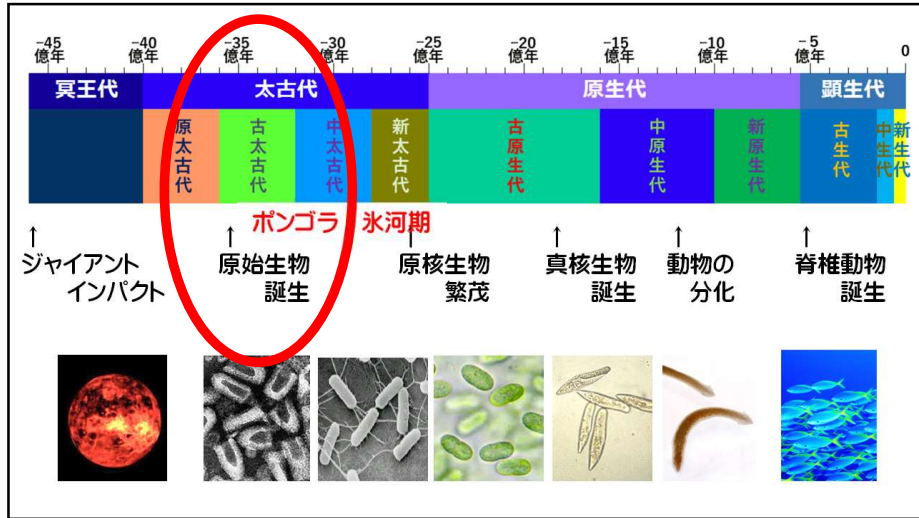 -45 -40 -35 -30 -25 -20 -15 -10 -5 0
億年 億年 億年 億年 億年 億年 億年 億年 億年
冥王代 太古代 原生代 顕生代
原太古代 古太古代 中太古代 新太古代 古原生代 中原生代 新原生代 古生代 中生代 新生代
ポンゴラ 氷河期
↑ ↑ ↑ ↑ ↑ ↑
ジャイアント 原始生物 原核生物 真核生物 動物の 脊椎動物
インパクト 誕生 繁茂 誕生 分化 誕生